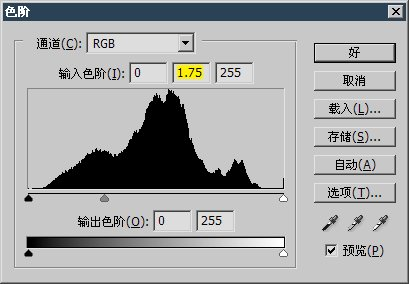 色阶
通道(C): RGB
好
输入色阶(I): 0 1.75 255
取消
载入(L)...
存储(S)...
自动(A)
选项(T)...
输出色阶(O): 0 255
预览(P)